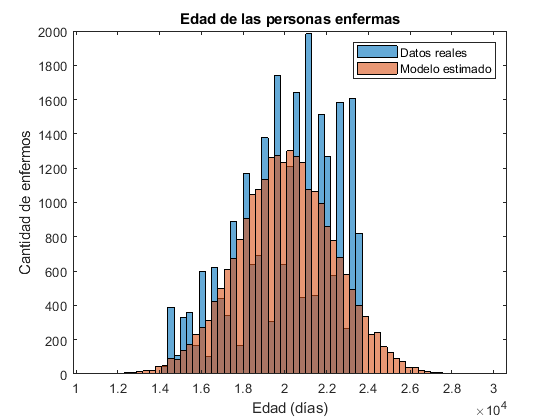 Edad de las personas enfermas
2000
1800
1600
1400
1200
1000
800
600
400
200
0
Cantidad de enfermos
Datos reales
Modelo estimado
1 1.2 1.4 1.6 1.8 2 2.2 2.4 2.6 2.8 3
Edad (días)
×10⁴